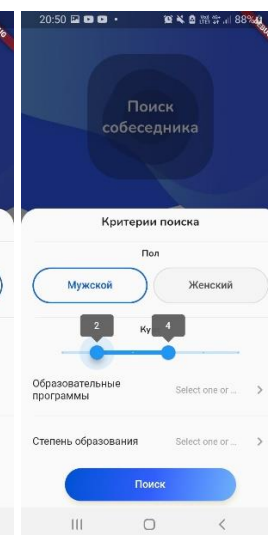 20:50 88%
Поиск
собеседника
Критерии поиска
Пол
Мужской Женский
2 4
Образовательные
программы Select one or ...
Степень образования Select one or ...
Поиск